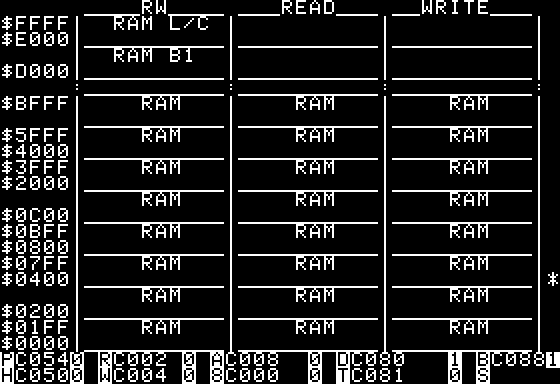 RW READ WRITE
$FFFF RAM L/C
$E000
RAM B1
$D000
: : : :
$BFFF RAM RAM RAM
$5FFF RAM RAM RAM
$4000
$3FFF RAM RAM RAM
$2000
RAM RAM RAM
$0C00
$0BFF RAM RAM RAM
$0800
$07FF RAM RAM RAM
$0400 *
RAM RAM RAM
$0200
$01FF RAM RAM RAM
$0000
PC0540 RC002 0 AC008 0 DC080 1 BC0881
HC0500 WC004 0 8C000 0 TC081 0 S